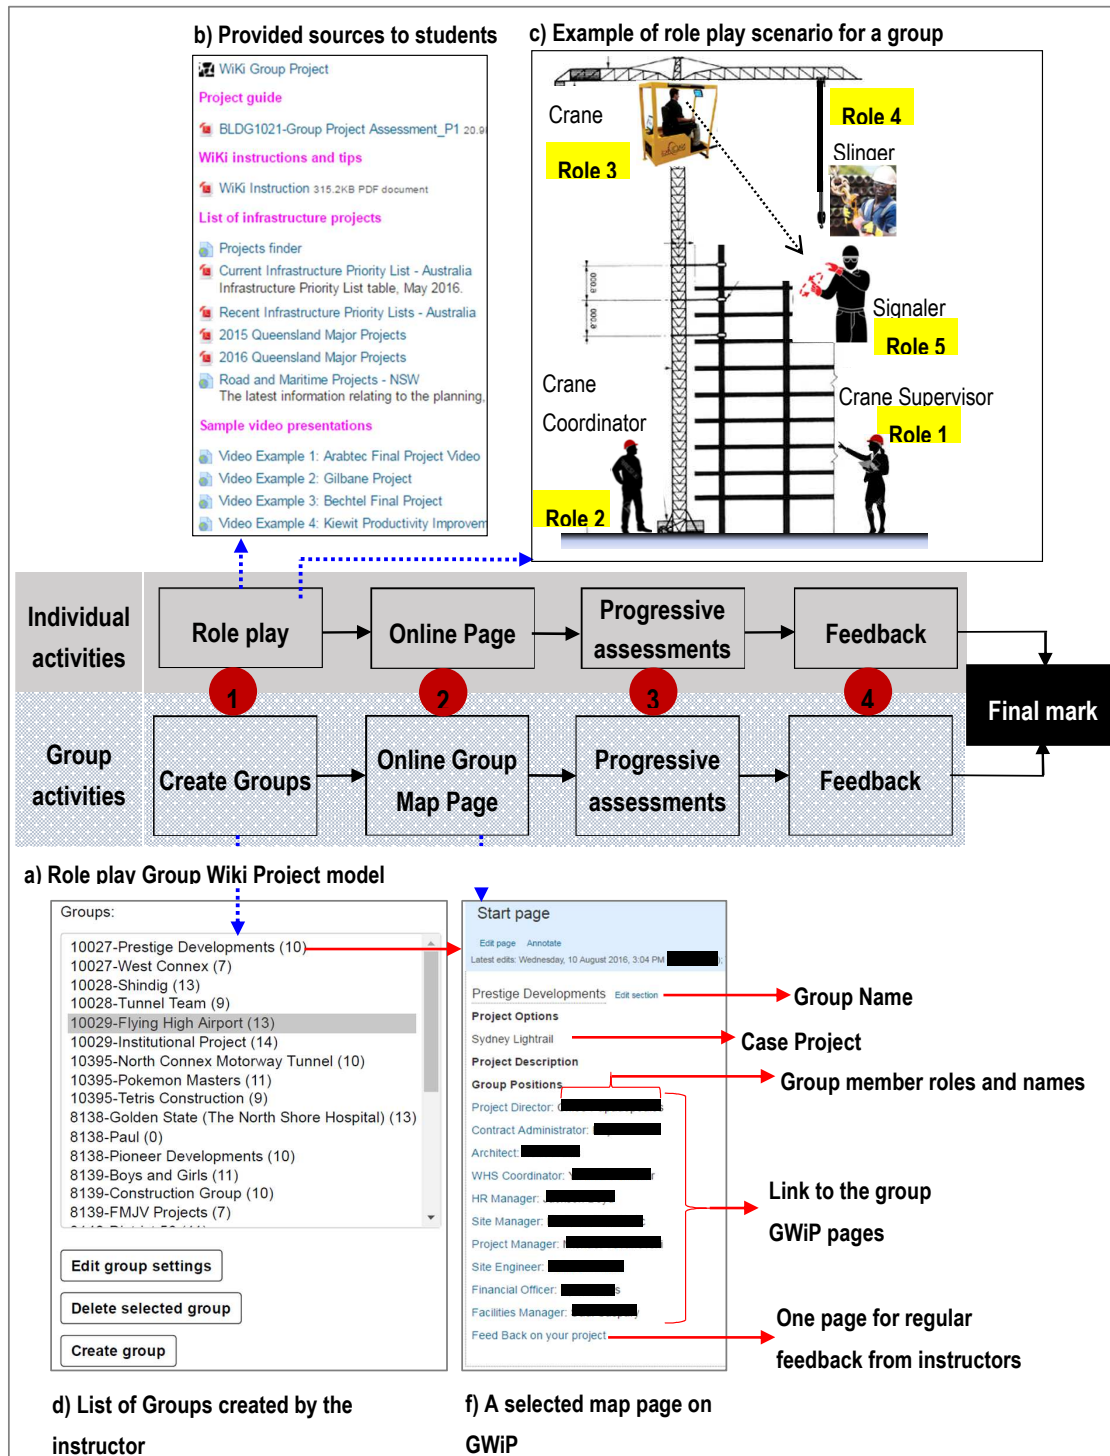 b) Provided sources to students
WiKi Group Project
Project guide
BLDG1021-Group Project Assessment_P1 20.9
WiKi instructions and tips
WiKi Instruction 315.2KB PDF document
List of infrastructure projects
Projects finder
Current Infrastructure Priority List - Australia
Infrastructure Priority List table, May 2016.
Recent Infrastructure Priority Lists - Australia
2015 Queensland Major Projects
2016 Queensland Major Projects
Road and Maritime Projects - NSW
The latest information relating to the planning,
Sample video presentations
Video Example 1: Arabtec Final Project Video
Video Example 2: Gilbane Project
Video Example 3: Bechtel Final Project
Video Example 4: Kiewit Productivity Improvem
c) Example of role play scenario for a group
Crane
Role 3
Role 4
Slinger
Signaler
Role 5
Crane
Coordinator
Role 2
Crane Supervisor
Role 1
Individual
activities
Role play
Online Page
Progressive
assessments
Feedback
1
2
3
4
Final mark
Group
activities
Create Groups
Online Group
Map Page
Progressive
assessments
Feedback
a) Role play Group Wiki Project model
Groups:
10027-Prestige Developments (10)
10027-West Connex (7)
10028-Shindig (13)
10028-Tunnel Team (9)
10029-Flying High Airport (13)
10029-Institutional Project (14)
10395-North Connex Motorway Tunnel (10)
10395-Pokemon Masters (11)
10395-Tetris Construction (9)
8138-Golden State (The North Shore Hospital) (13)
8138-Paul (0)
8138-Pioneer Developments (10)
8139-Boys and Girls (11)
8139-Construction Group (10)
8139-FMJV Projects (7)
Edit group settings
Delete selected group
Create group
d) List of Groups created by the
instructor
Start page
Edit page Annotate
Latest edits: Wednesday, 10 August 2016, 3:04 PM
Prestige Developments Edit section
Project Options
Sydney Lightrail
Project Description
Group Positions
Project Director:
Contract Administrator:
Architect:
WHS Coordinator:
HR Manager:
Site Manager:
Project Manager:
Site Engineer:
Financial Officer:
Facilities Manager:
Feed Back on your project
Group Name
Case Project
Group member roles and names
Link to the group
GWiP pages
One page for regular
feedback from instructors
f) A selected map page on
GWiP